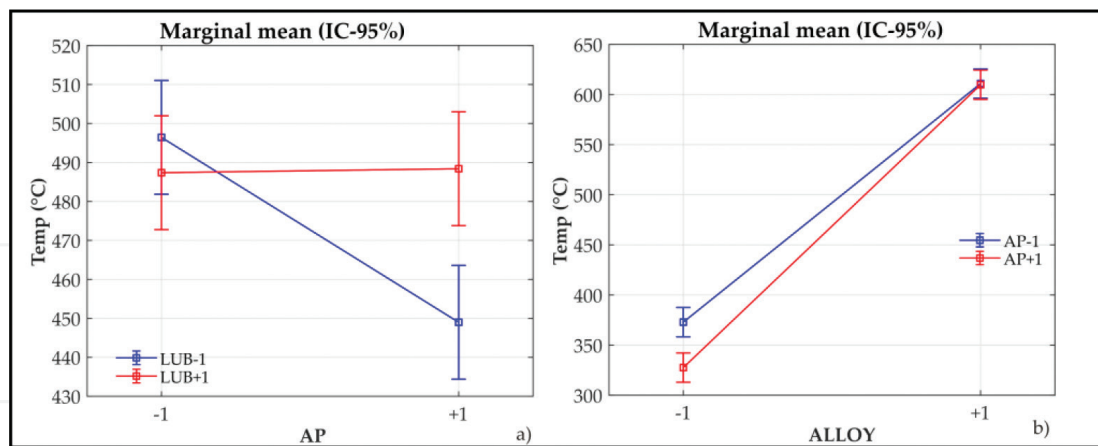 Marginal mean (IC-95%)
520
510
500
490
480
470
460
450
440
430
Temp (°C)
LUB-1
LUB+1
-1
+1
AP
a)
Marginal mean (IC-95%)
650
600
550
500
450
400
350
300
Temp (°C)
AP-1
AP+1
-1
+1
ALLOY
b)